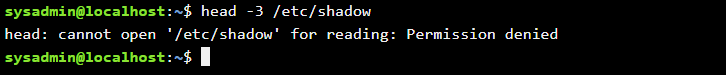 sysadmin@localhost:~$ head -3 /etc/shadow
head: cannot open '/etc/shadow' for reading: Permission denied
sysadmin@localhost:~$